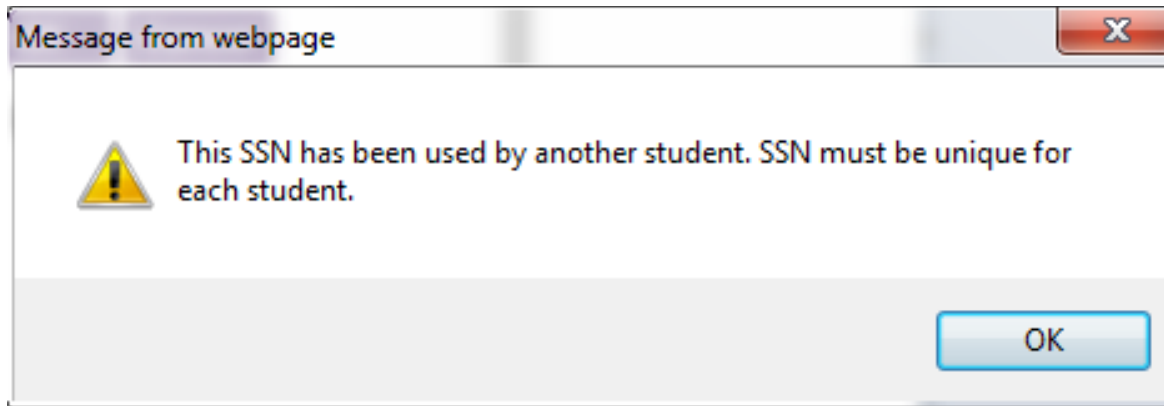 Message from webpage
This SSN has been used by another student. SSN must be unique for
each student.
OK